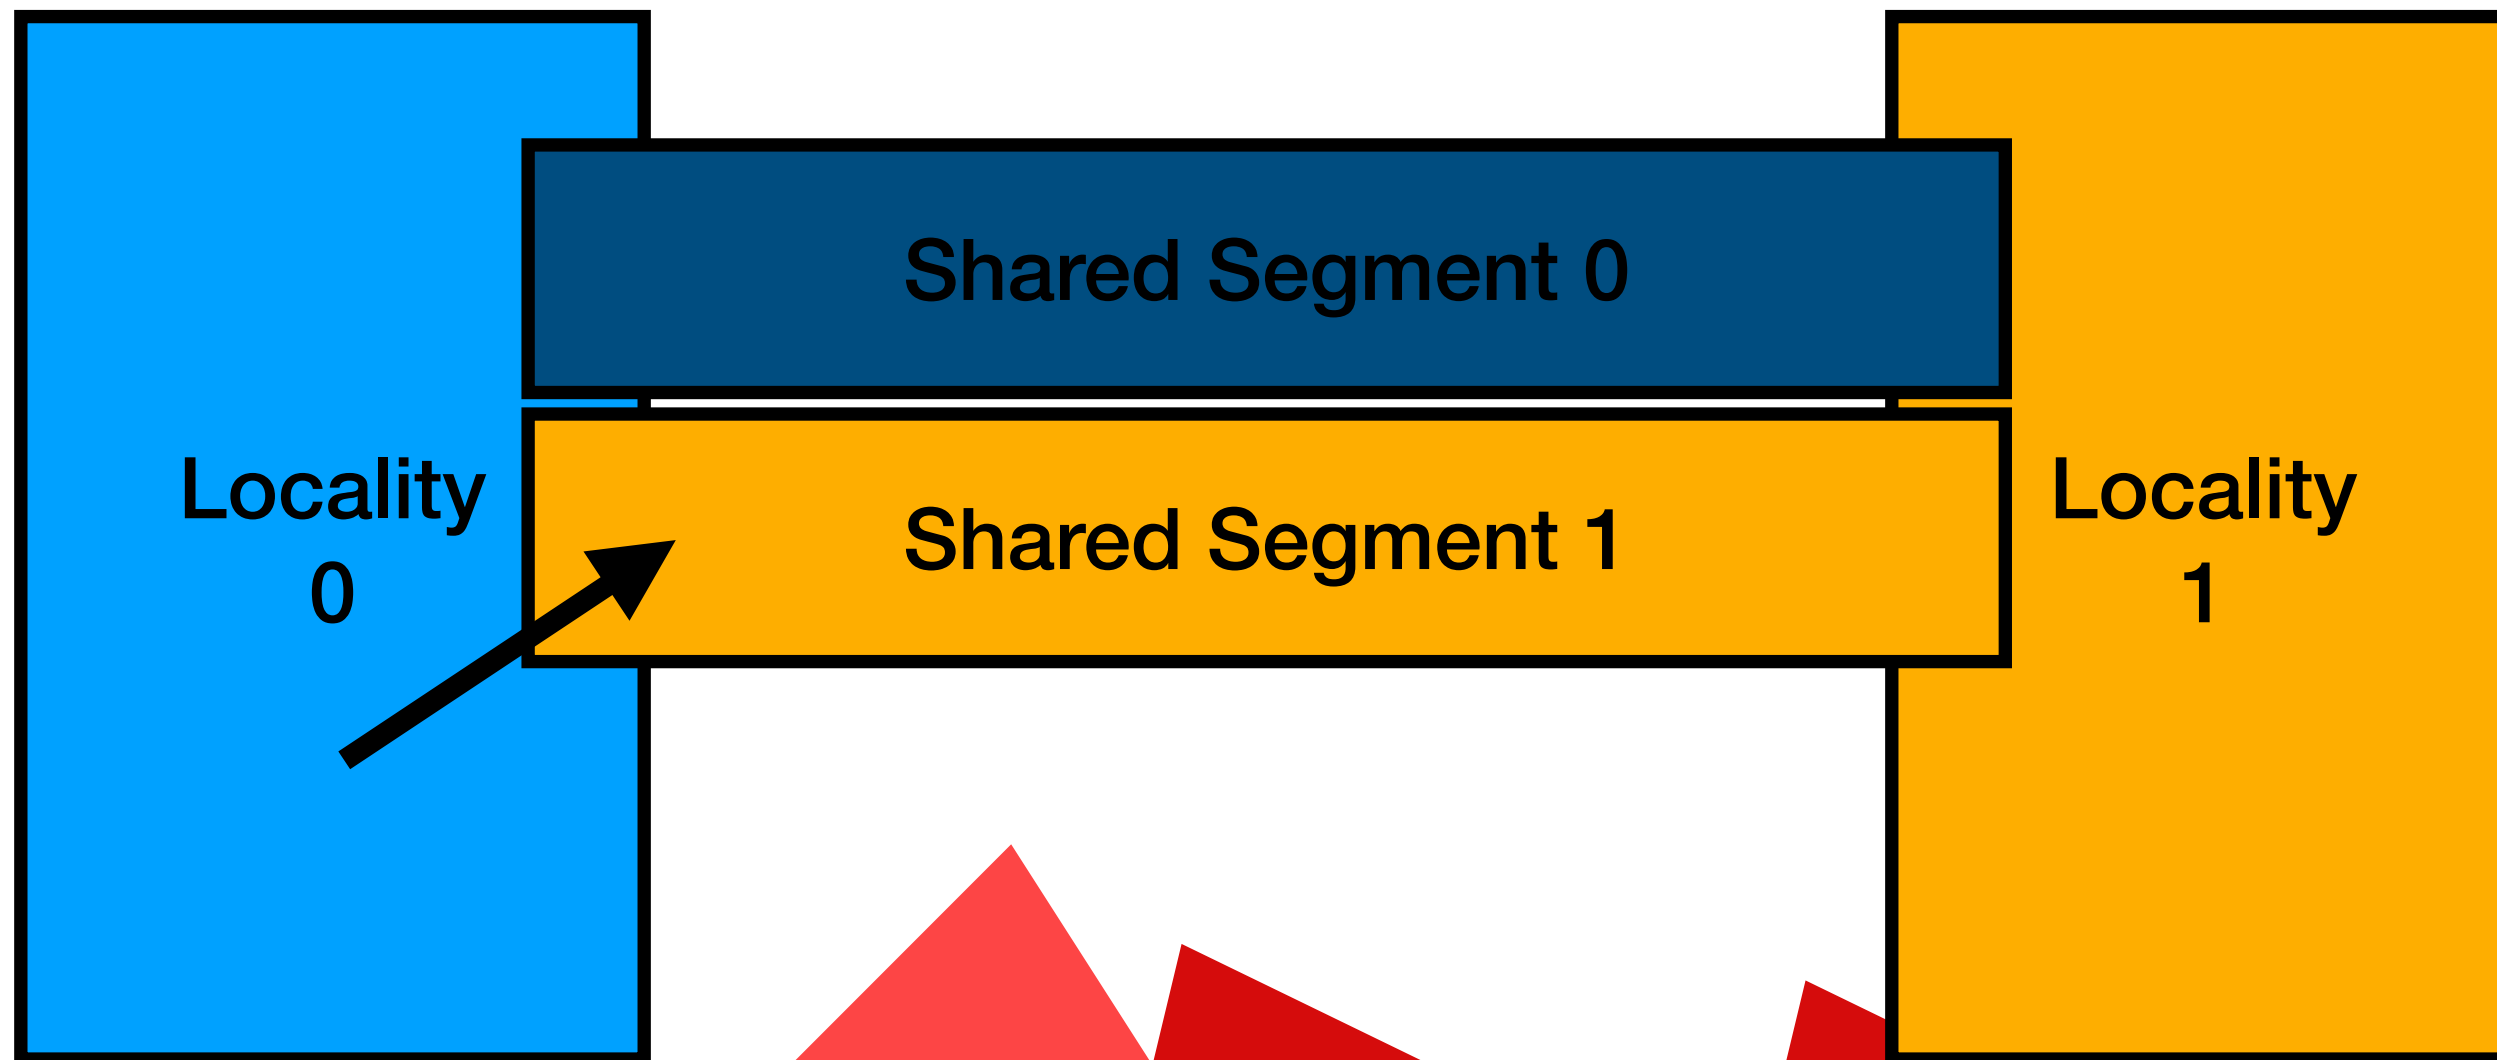 Shared Segment 0
Locality
0
Shared Segment 1
Locality
1